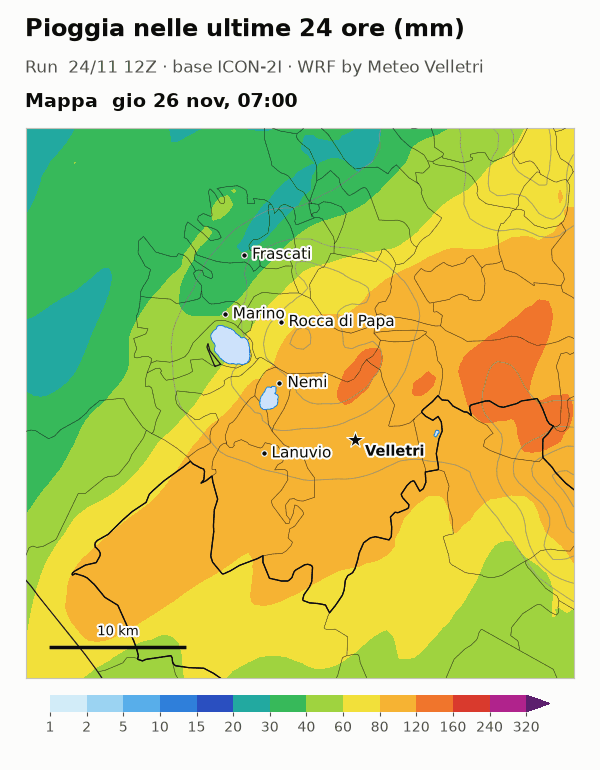 Pioggia nelle ultime 24 ore (mm)
Run  24/11 12Z · base ICON-2I · WRF by Meteo Velletri
Mappa  gio 26 nov, 07:00
Frascati
Marino
Rocca di Papa
Nemi
Velletri
Lanuvio
10 km
1 2 5 10 15 20 30 40 60 80 120 160 240 320